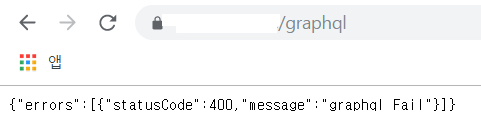 /graphql
앱
{"errors":[{"statusCode":400,"message":"graphql Fail"}]}